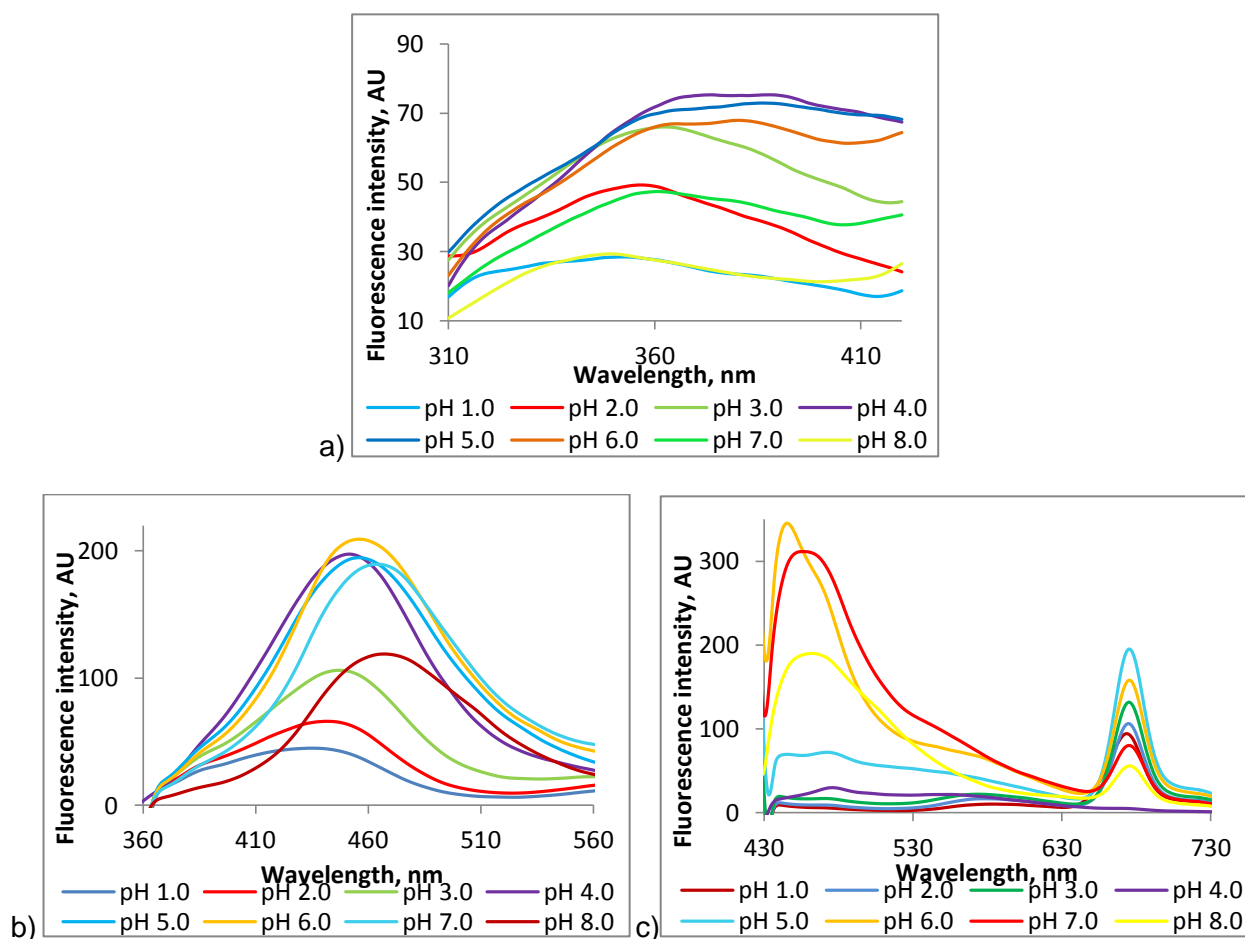 90
70
50
30
10
Fluorescence intensity, AU
310 360 410
Wavelength, nm
pH 1.0 pH 2.0 pH 3.0 pH 4.0
pH 5.0 pH 6.0 pH 7.0 pH 8.0
a)
200
100
0
Fluorescence intensity, AU
360 410 460 510 560
Wavelength, nm
pH 1.0 pH 2.0 pH 3.0 pH 4.0
pH 5.0 pH 6.0 pH 7.0 pH 8.0
b)
300
200
100
0
Fluorescence intensity, AU
430 530 630 730
Wavelength, nm
pH 1.0 pH 2.0 pH 3.0 pH 4.0
pH 5.0 pH 6.0 pH 7.0 pH 8.0
c)